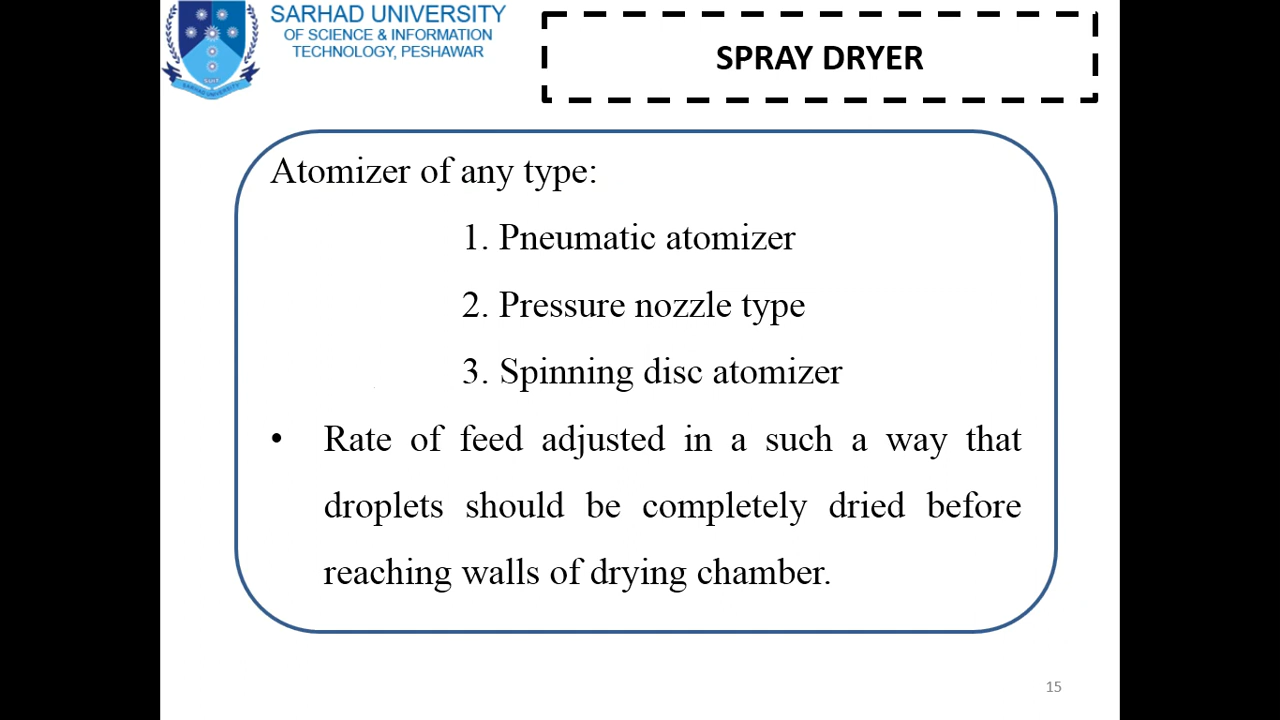 SARHAD UNIVERSITY
OF SCIENCE & INFORMATION
TECHNOLOGY, PESHAWAR
SPRAY DRYER
Atomizer of any type:
1. Pneumatic atomizer
2. Pressure nozzle type
3. Spinning disc atomizer
• Rate of feed adjusted in a such a way that
droplets should be completely dried before
reaching walls of drying chamber.
15